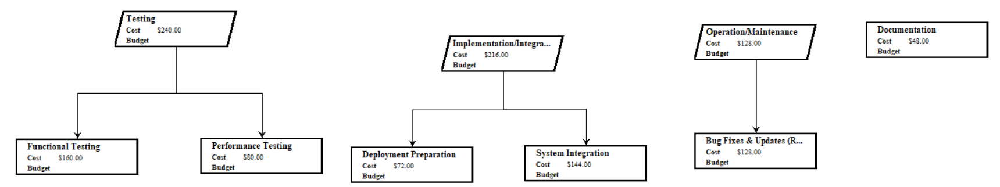 Testing
Cost $240.00
Budget
Implementation/Integra...
Cost $216.00
Budget
Operation/Maintenance
Cost $128.00
Budget
Documentation
Cost $48.00
Budget
Functional Testing
Cost $160.00
Budget
Performance Testing
Cost $80.00
Budget
Deployment Preparation
Cost $72.00
Budget
System Integration
Cost $144.00
Budget
Bug Fixes & Updates (R...
Cost $128.00
Budget